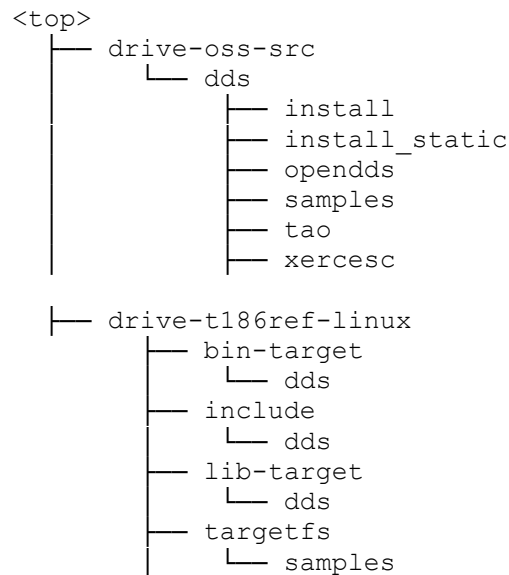 <top>
├── drive-oss-src
│   └── dds
│       ├── install
│       ├── install_static
│       ├── opendds
│       ├── samples
│       ├── tao
│       ├── xercesc
├── drive-t186ref-linux
    ├── bin-target
    │   └── dds
    ├── include
    │   └── dds
    ├── lib-target
    │   └── dds
    ├── targetfs
    │   └── samples